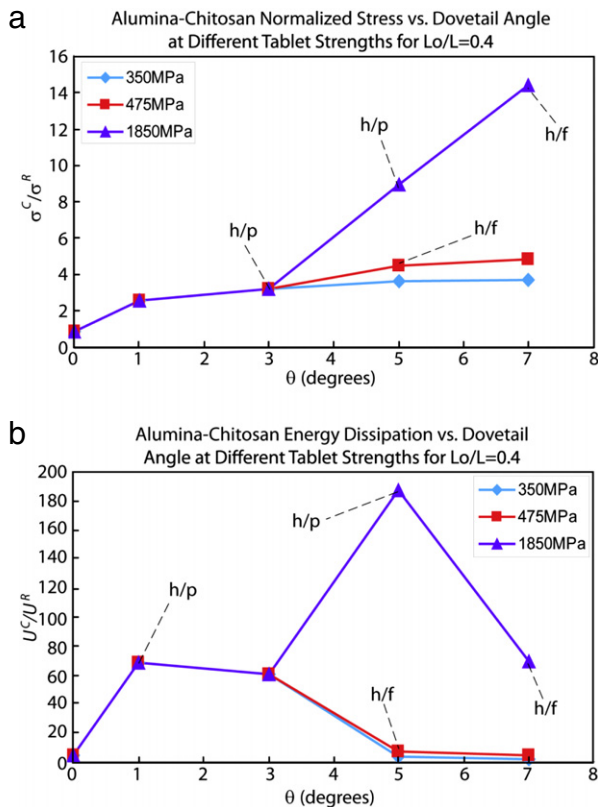 a
Alumina-Chitosan Normalized Stress vs. Dovetail Angle
at Different Tablet Strengths for Lo/L=0.4
16
14
12
10
8
6
4
2
0
σᶜ/σᴿ
350MPa
475MPa
1850MPa
h/p
h/p
h/f
h/f
0 1 2 3 4 5 6 7 8
θ (degrees)
b
Alumina-Chitosan Energy Dissipation vs. Dovetail
Angle at Different Tablet Strengths for Lo/L=0.4
200
180
160
140
120
100
80
60
40
20
0
Uᶜ/Uᴿ
350MPa
475MPa
1850MPa
h/p
h/p
h/f
h/f
0 1 2 3 4 5 6 7 8
θ (degrees)